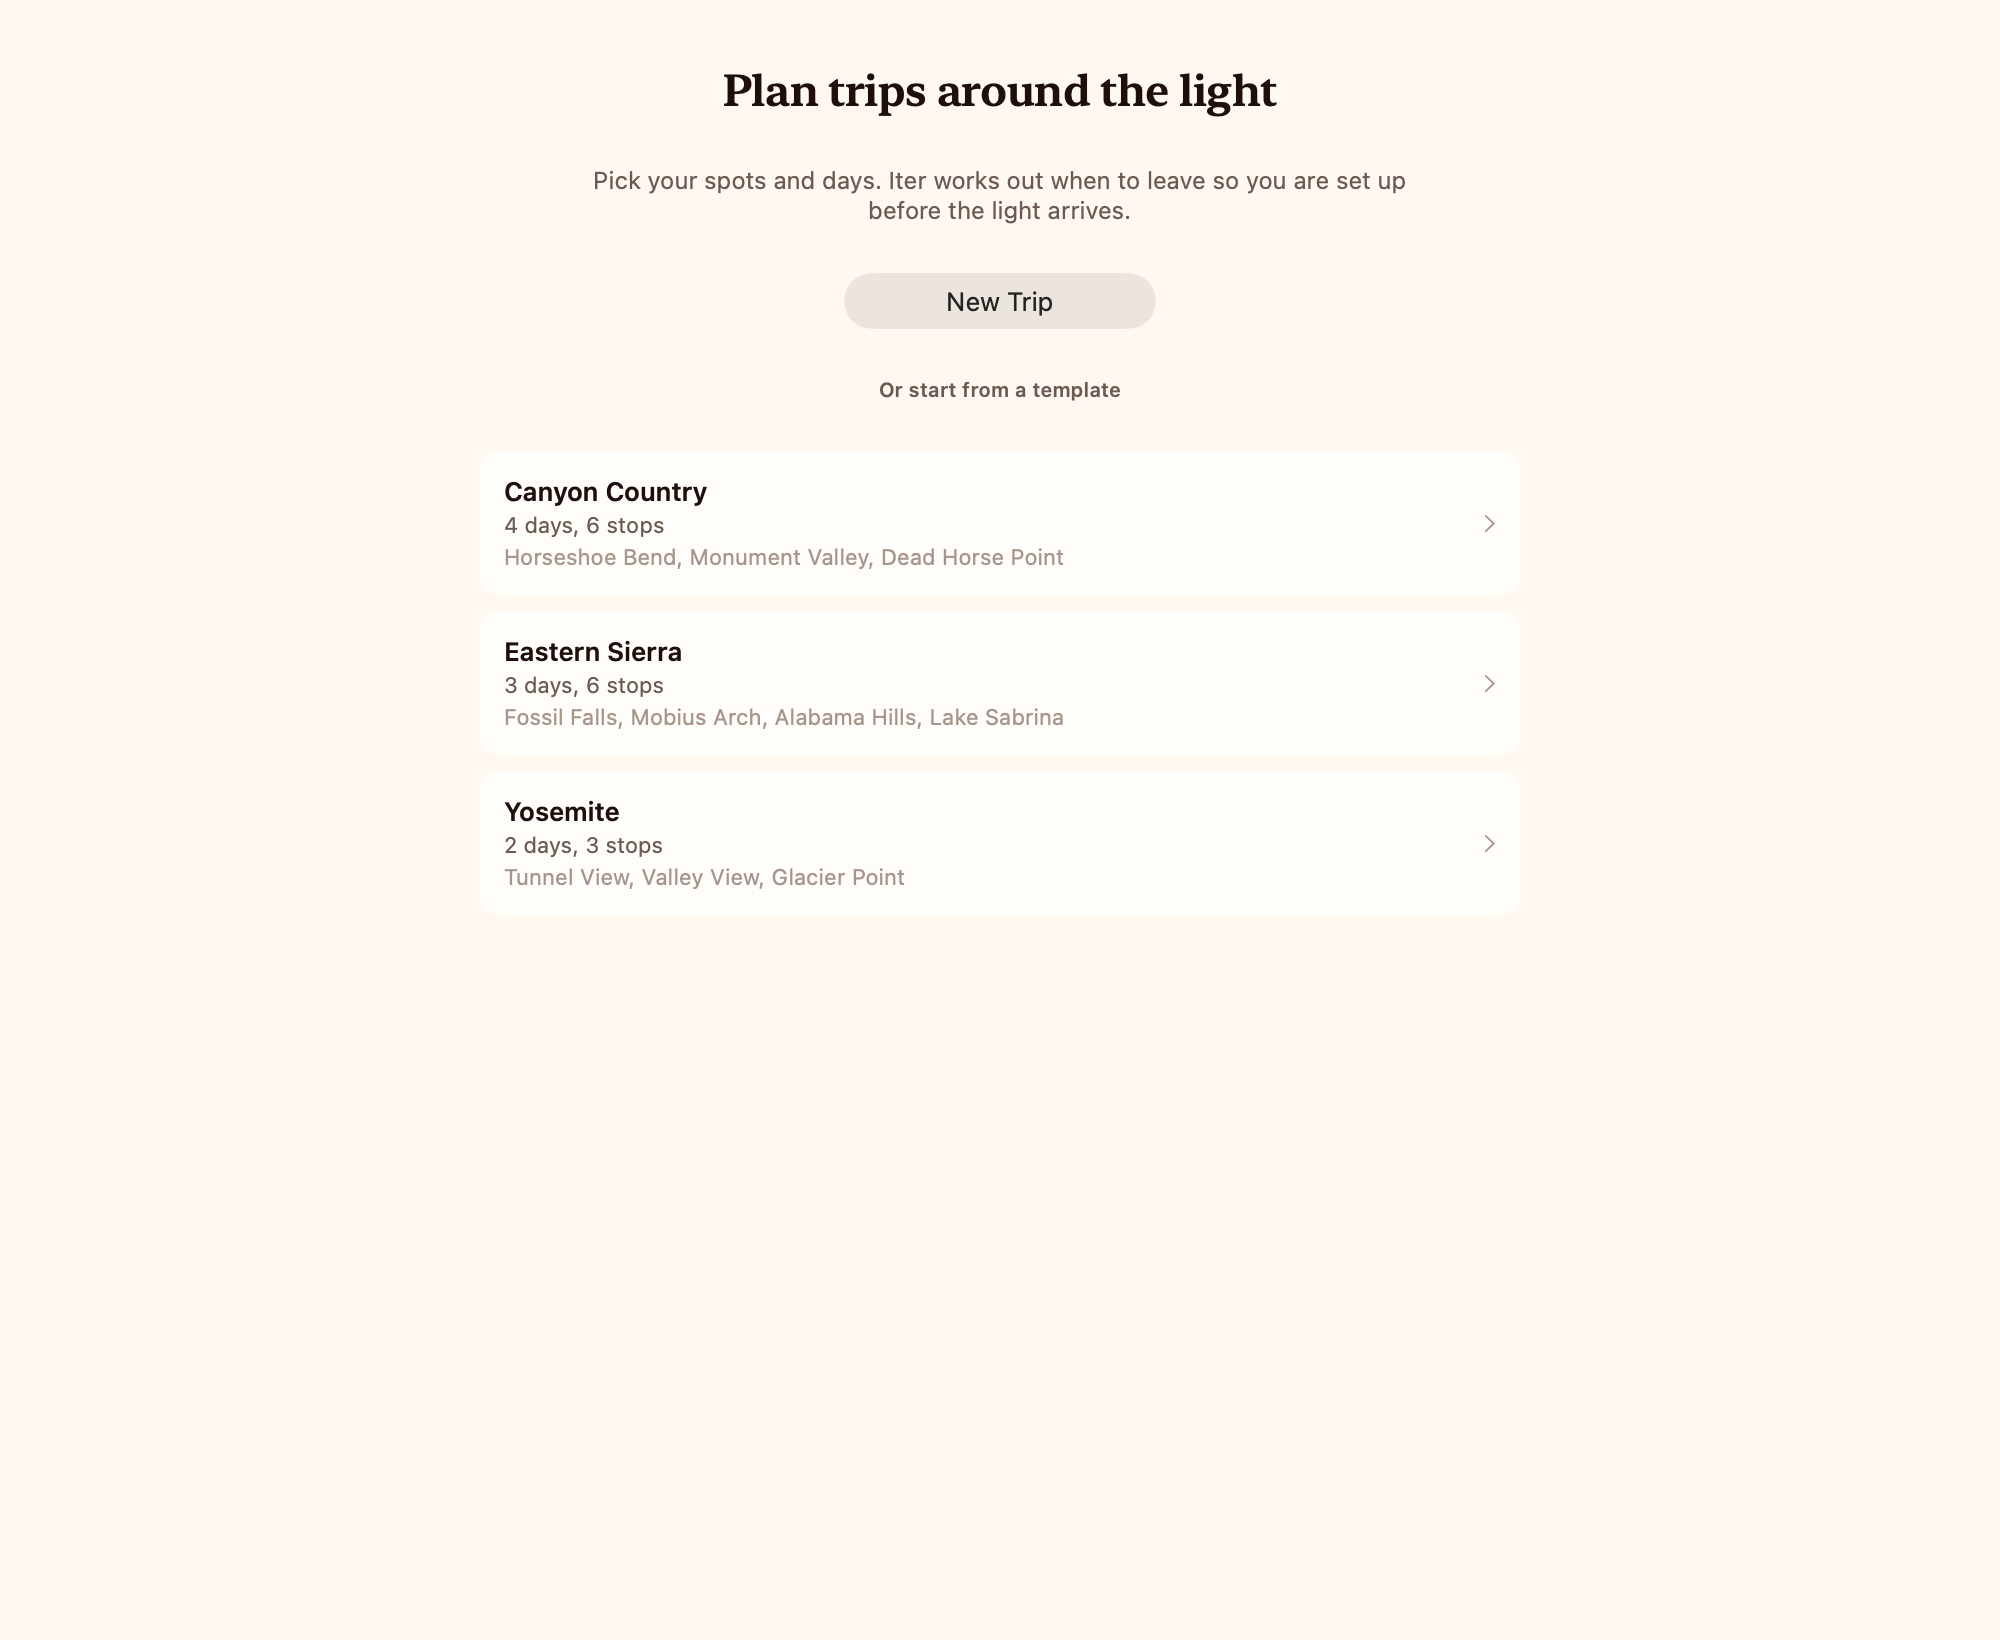 Plan trips around the light
Pick your spots and days. Iter works out when to leave so you are set up
before the light arrives.
New Trip
Or start from a template
Canyon Country
4 days, 6 stops
Horseshoe Bend, Monument Valley, Dead Horse Point
Eastern Sierra
3 days, 6 stops
Fossil Falls, Mobius Arch, Alabama Hills, Lake Sabrina
Yosemite
2 days, 3 stops
Tunnel View, Valley View, Glacier Point